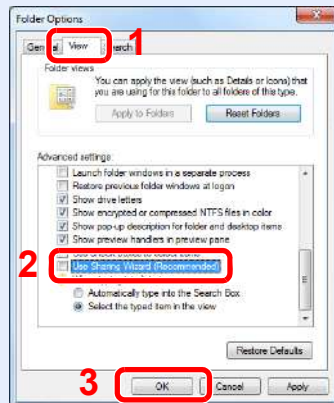 Folder Options
General View Search
1
Folder views
You can apply the view (such as Details or Icons) that
you are using for this folder to all folders of this type.
Apply to Folders Reset Folders
Advanced settings:
Launch folder windows in a separate process
Restore previous folder windows at logon
Show drive letters
Show encrypted or compressed NTFS files in color
Show pop-up description for folder and desktop items
Show preview handlers in preview pane
2
Use Sharing Wizard (Recommended)
Automatically type into the Search Box
Select the typed item in the view
Restore Defaults
3
OK Cancel Apply